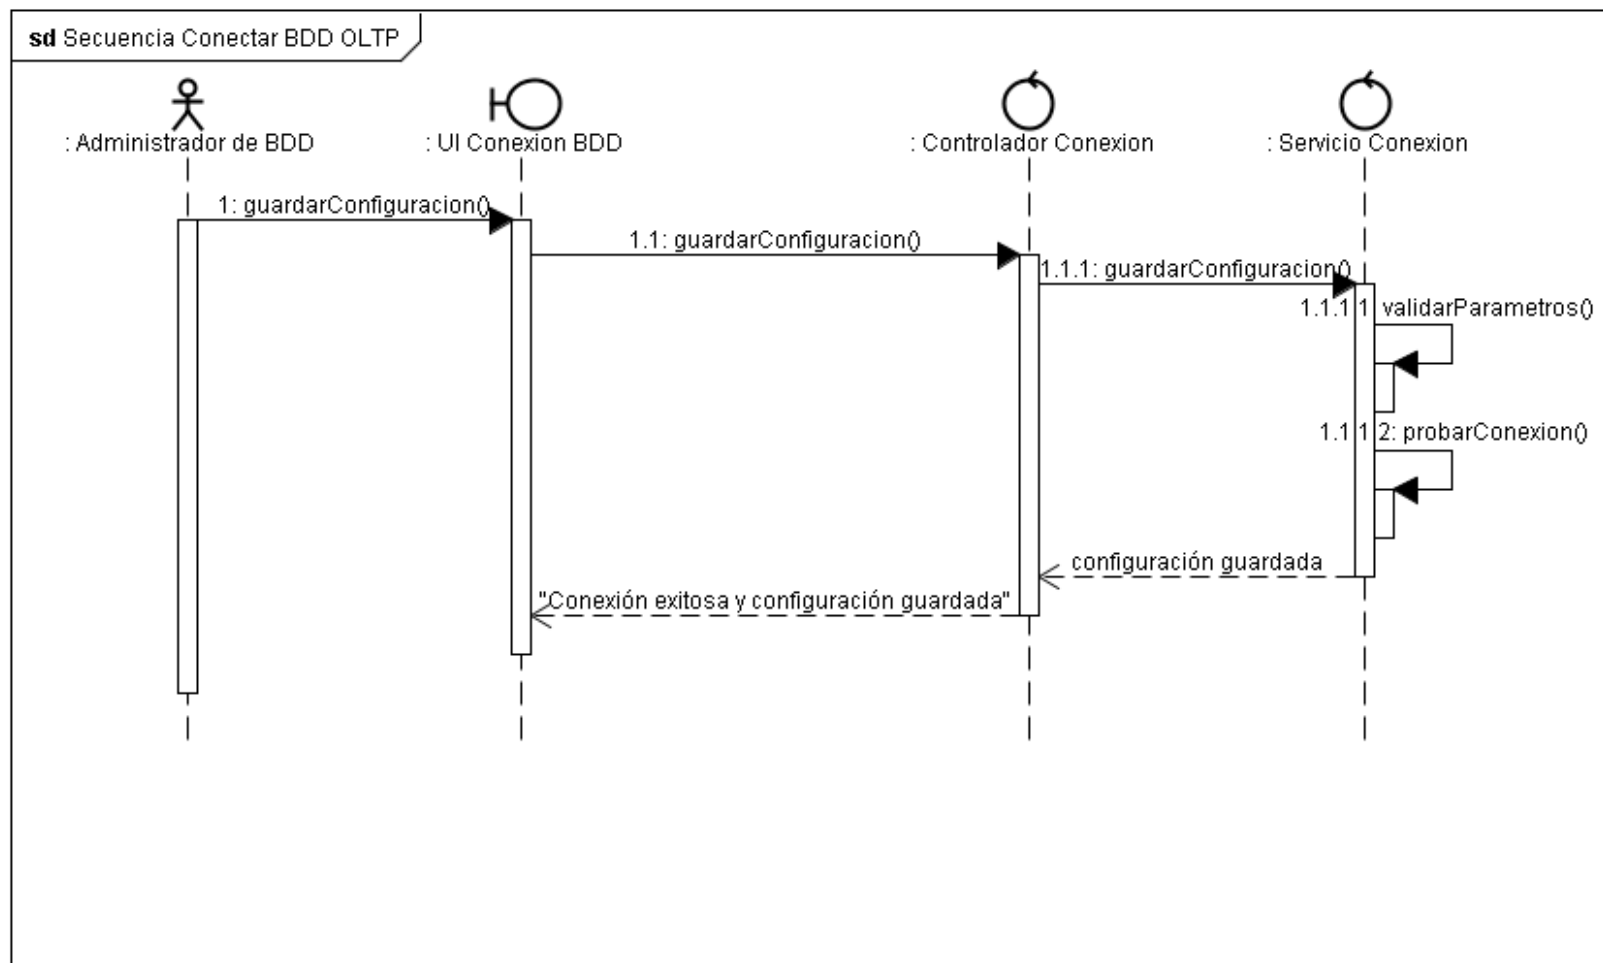 sd Secuencia Conectar BDD OLTP
: Administrador de BDD
: UI Conexion BDD
: Controlador Conexion
: Servicio Conexion
1: guardarConfiguracion()
1.1: guardarConfiguracion()
1.1.1: guardarConfiguracion()
1.1.1 1 validarParametros()
1.1 1 2: probarConexion()
configuración guardada
"Conexión exitosa y configuración guardada"